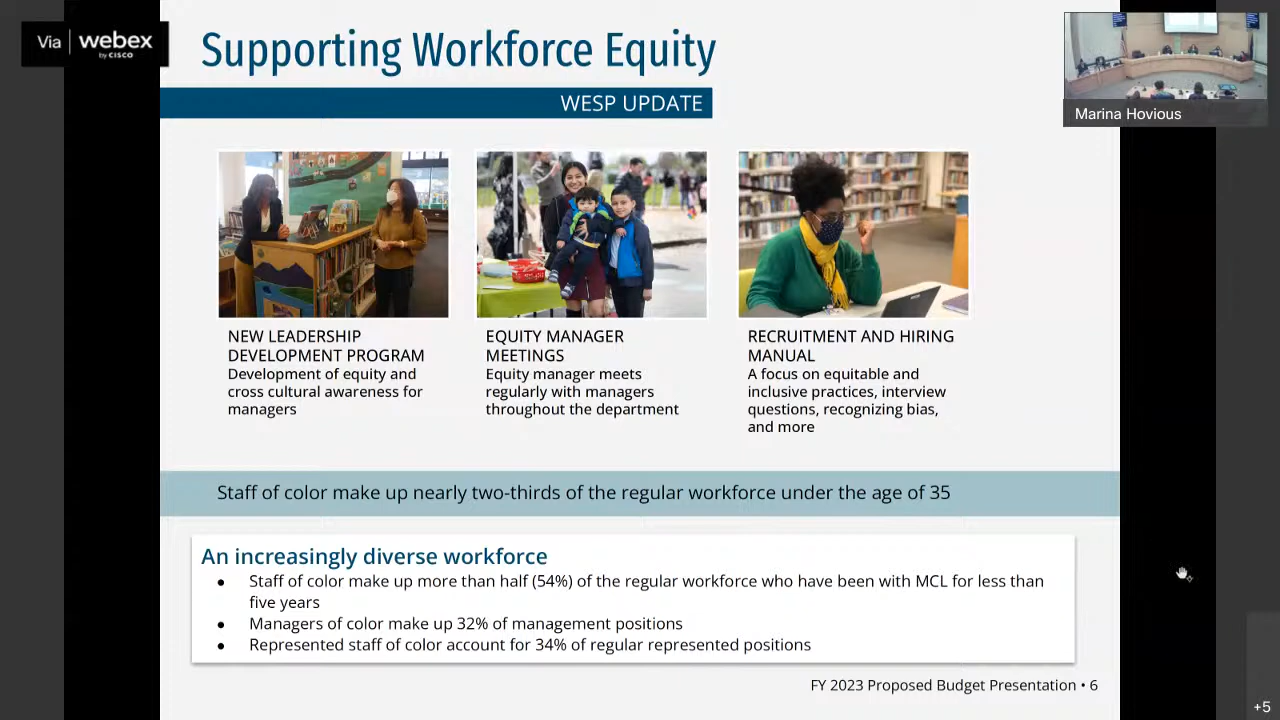 Via webex
by CISCO
Supporting Workforce Equity
WESP UPDATE
Marina Hovious
NEW LEADERSHIP
DEVELOPMENT PROGRAM
Development of equity and
cross cultural awareness for
managers
EQUITY MANAGER
MEETINGS
Equity manager meets
regularly with managers
throughout the department
RECRUITMENT AND HIRING
MANUAL
A focus on equitable and
inclusive practices, interview
questions, recognizing bias,
and more
Staff of color make up nearly two-thirds of the regular workforce under the age of 35
An increasingly diverse workforce
● Staff of color make up more than half (54%) of the regular workforce who have been with MCL for less than
five years
● Managers of color make up 32% of management positions
● Represented staff of color account for 34% of regular represented positions
FY 2023 Proposed Budget Presentation • 6
+5